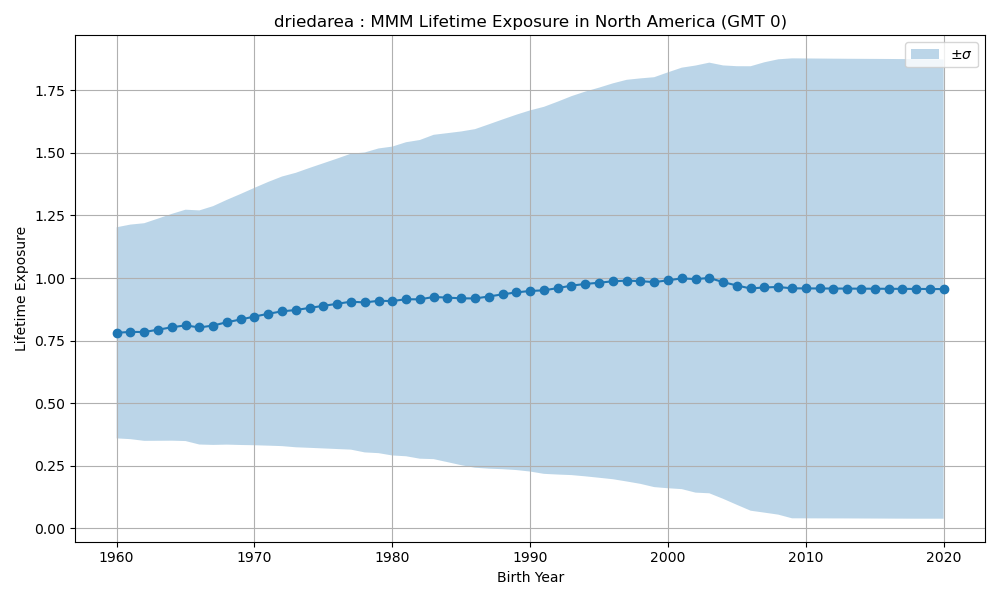 driedarea : MMM Lifetime Exposure in North America (GMT 0)
±σ
Lifetime Exposure
1.75
1.50
1.25
1.00
0.75
0.50
0.25
0.00
1960 1970 1980 1990 2000 2010 2020
Birth Year